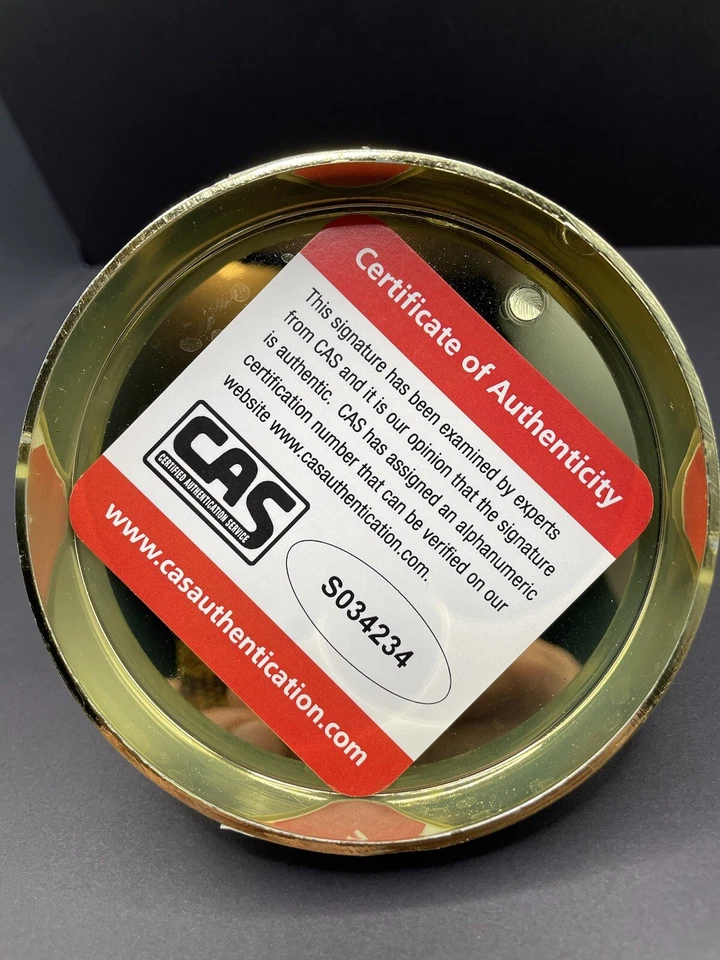 Certificate of Authenticity
This signature has been examined by experts
from CAS and it is our opinion that the signature
is authentic. CAS has assigned an alphanumeric
certification number that can be verified on our
website www.casauthentication.com.
CAS
CERTIFIED AUTHENTICATION SERVICE
S034234
www.casauthentication.com